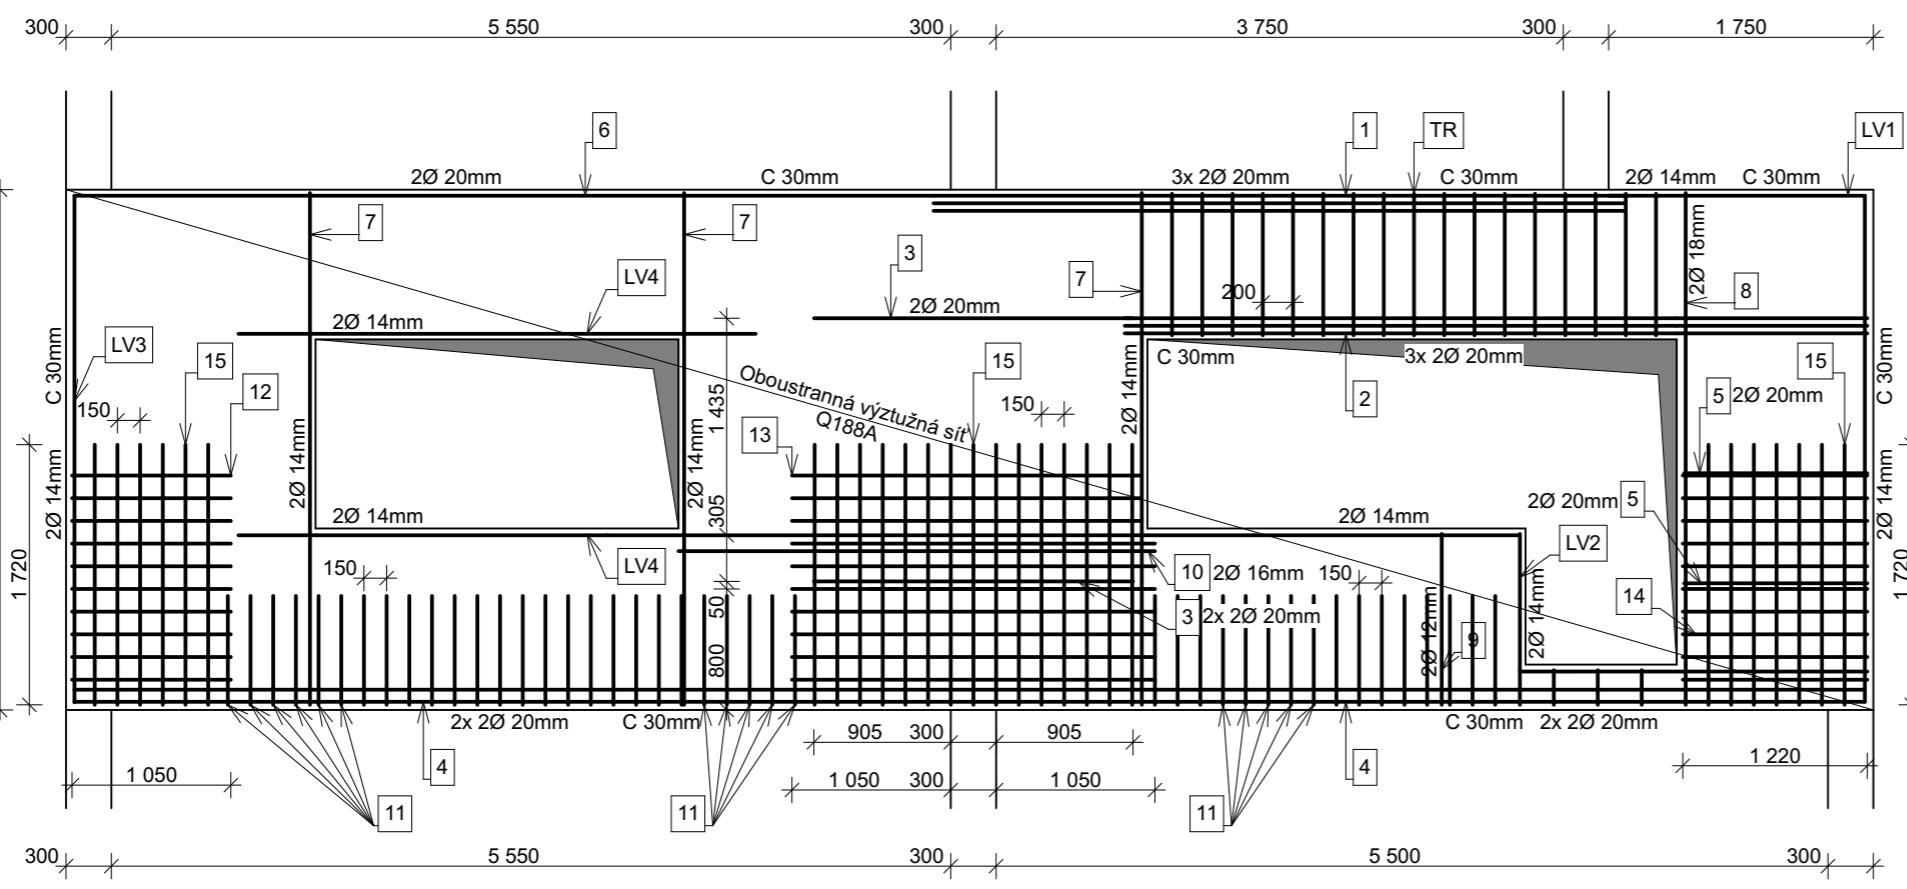 300 5 550 300 3 750 300 1 750
6 1 TR LV1
2Ø 20mm C 30mm 3x 2Ø 20mm C 30mm 2Ø 14mm C 30mm
7 7 3 7 8
2Ø 18mm
LV4 200
2Ø 20mm
2Ø 14mm
C 30mm LV3 15 12
150
C 30mm 3x 2Ø 20mm
Oboustranná výztužná síť
Q188A
1 435
15 150
2Ø 14mm
2
15
C 30mm
5 2Ø 20mm
13
2Ø 14mm
2Ø 14mm
2Ø 14mm
2Ø 14mm
305
2Ø 14mm
2Ø 20mm 5
2Ø 14mm
LV4 LV2
1 720
150
10 2Ø 16mm 150
1 720
50
3 2x 2Ø 20mm
14
2Ø 12mm
9
2Ø 14mm
800
2x 2Ø 20mm C 30mm C 30mm 2x 2Ø 20mm
905 300 905
4 4
1 050 1 050 300 1 050 1 220
11 11 11
300 5 550 300 5 500 300